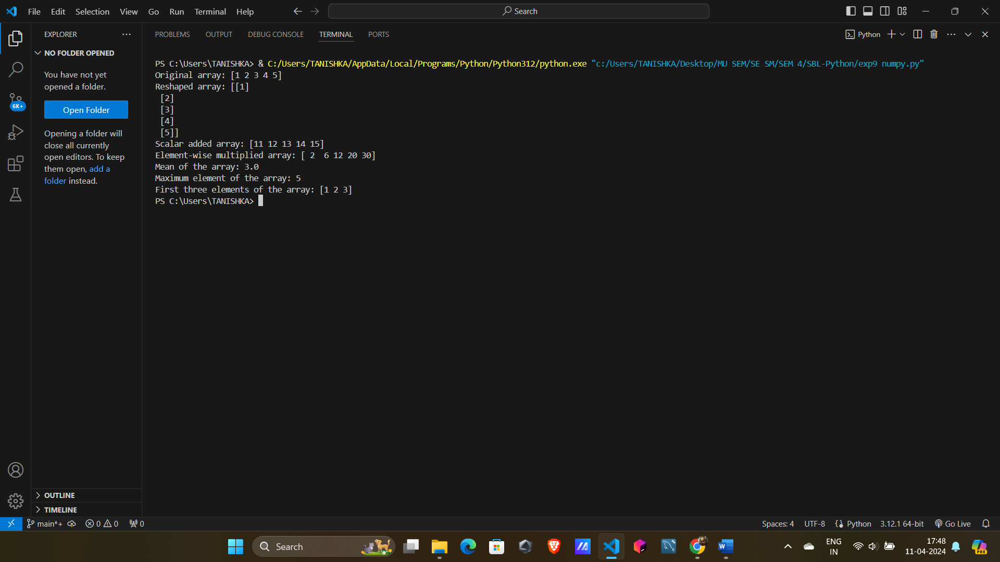 File Edit Selection View Go Run Terminal Help
Search
EXPLORER
NO FOLDER OPENED
You have not yet
opened a folder.
Open Folder
Opening a folder will
close all currently
open editors. To keep
them open, add a
folder instead.
6K+
OUTLINE
TIMELINE
PROBLEMS OUTPUT DEBUG CONSOLE TERMINAL PORTS
Python
PS C:\Users\TANISHKA> & C:/Users/TANISHKA/AppData/Local/Programs/Python/Python312/python.exe "c:/Users/TANISHKA/Desktop/MU SEM/SE SM/SEM 4/SBL-Python/exp9 numpy.py"
Original array: [1 2 3 4 5]
Reshaped array: [[1]
 [2]
 [3]
 [4]
 [5]]
Scalar added array: [11 12 13 14 15]
Element-wise multiplied array: [ 2  6 12 20 30]
Mean of the array: 3.0
Maximum element of the array: 5
First three elements of the array: [1 2 3]
PS C:\Users\TANISHKA>
main*+ 0 0 0
Spaces: 4 UTF-8 Python 3.12.1 64-bit Go Live
Search
ENG
IN
17:48
11-04-2024
PRE